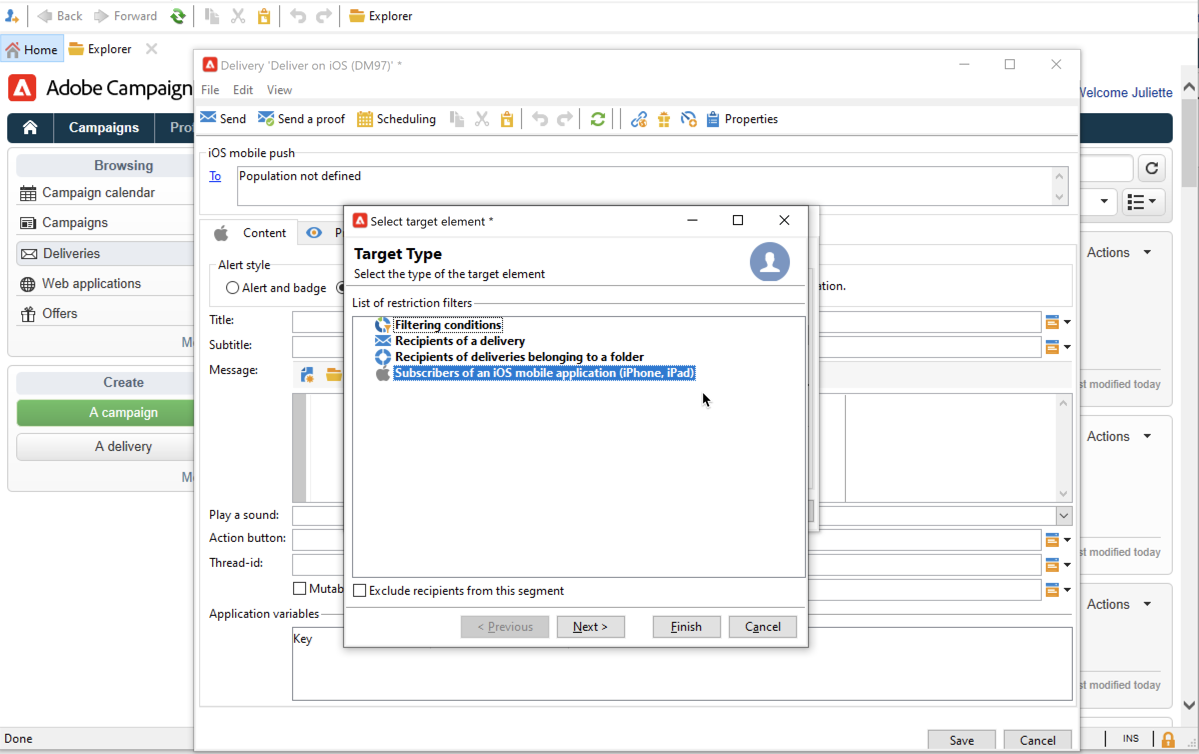 Back Forward Explorer
Home Explorer
Delivery 'Deliver on iOS (DM97)' *
Adobe Campaign
File Edit View
Welcome Juliette
Send Send a proof Scheduling Properties
Campaigns
iOS mobile push
Browsing
To Population not defined
Campaign calendar
Campaigns
Select target element *
Content
Deliveries
Target Type
Actions
Alert style
Select the type of the target element
Web applications
Alert and badge
List of restriction filters
Offers
Title:
Filtering conditions
Subtitle:
Recipients of a delivery
Recipients of deliveries belonging to a folder
Message:
Subscribers of an iOS mobile application (iPhone, iPad)
Create
st modified today
A campaign
A delivery
Actions
Play a sound:
Action button:
st modified today
Thread-id:
Exclude recipients from this segment
Actions
Application variables
< Previous Next > Finish Cancel
Key
st modified today
Save Cancel
Done
INS